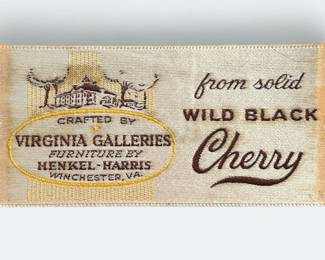 CRAFTED BY
VIRGINIA GALLERIES
FURNITURE BY
HENKEL-HARRIS
WINCHESTER, VA.
from solid
WILD BLACK
Cherry